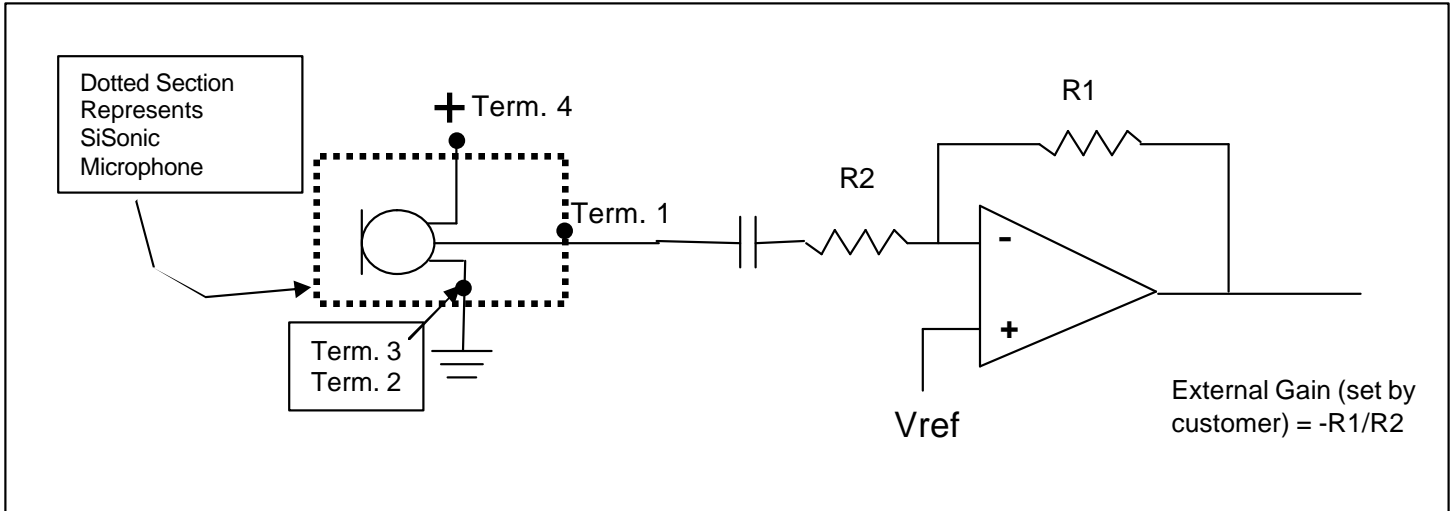 Dotted Section
Represents
SiSonic
Microphone
+ Term. 4
Term. 1
Term. 3
Term. 2
R2
R1
-
+
Vref
External Gain (set by
customer) = -R1/R2